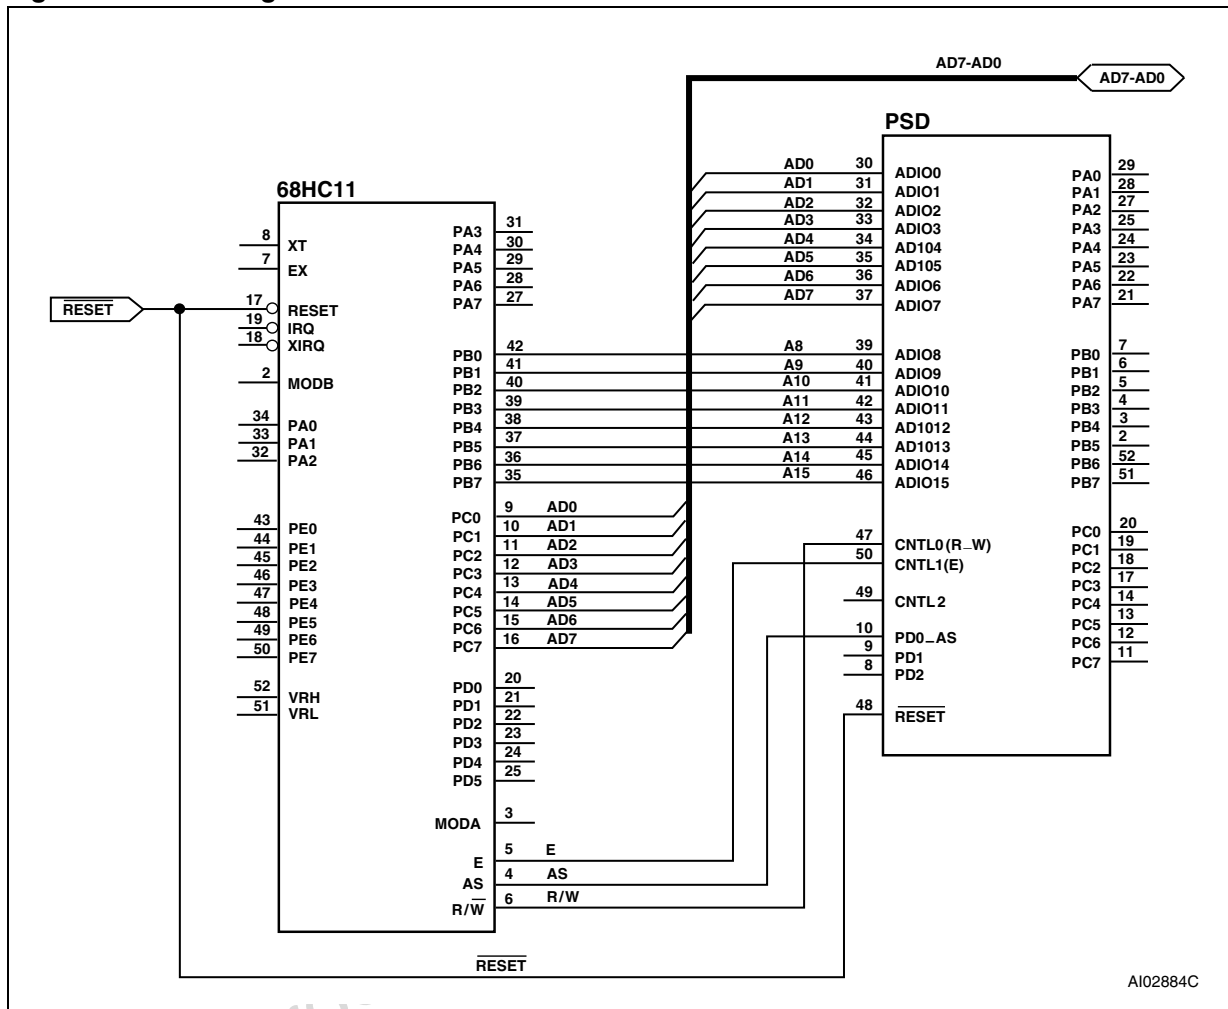 AD7-AD0
AD7-AD0
PSD
68HC11
RESET
8 XT
7 EX
17 RESET
19 IRQ
18 XIRQ
2 MODB
34 PA0
33 PA1
32 PA2
43 PE0
44 PE1
45 PE2
46 PE3
47 PE4
48 PE5
49 PE6
50 PE7
52 VRH
51 VRL
PA3 31
PA4 30
PA5 29
PA6 28
PA7 27
PB0 42
PB1 41
PB2 40
PB3 39
PB4 38
PB5 37
PB6 36
PB7 35
PC0 9 AD0
PC1 10 AD1
PC2 11 AD2
PC3 12 AD3
PC4 13 AD4
PC5 14 AD5
PC6 15 AD6
PC7 16 AD7
PD0 20
PD1 21
PD2 22
PD3 23
PD4 24
PD5 25
MODA 3
E 5 E
AS 4 AS
R/W 6 R/W
AD0 30 ADIO0
AD1 31 ADIO1
AD2 32 ADIO2
AD3 33 ADIO3
AD4 34 AD104
AD5 35 AD105
AD6 36 ADIO6
AD7 37 ADIO7
A8 39 ADIO8
A9 40 ADIO9
A10 41 ADIO10
A11 42 ADIO11
A12 43 AD1012
A13 44 AD1013
A14 45 ADIO14
A15 46 ADIO15
47 CNTL0(R_W)
50 CNTL1(E)
49 CNTL2
10 PD0_AS
9 PD1
8 PD2
48 RESET
PA0 29
PA1 28
PA2 27
PA3 25
PA4 24
PA5 23
PA6 22
PA7 21
PB0 7
PB1 6
PB2 5
PB3 4
PB4 3
PB5 2
PB6 52
PB7 51
PC0 20
PC1 19
PC2 18
PC3 17
PC4 14
PC5 13
PC6 12
PC7 11
RESET
AI02884C